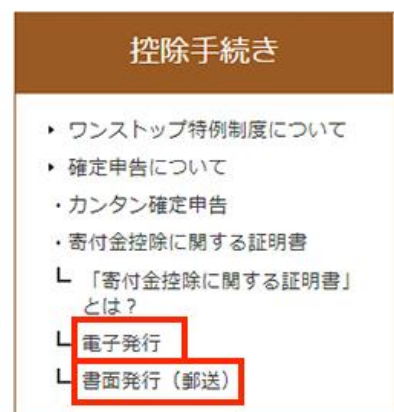 控除手続き
‣ ワンストップ特例制度について
‣ 確定申告について
・カンタン確定申告
・寄付金控除に関する証明書
┗ 「寄付金控除に関する証明書」
とは？
┗ 電子発行
┗ 書面発行（郵送）